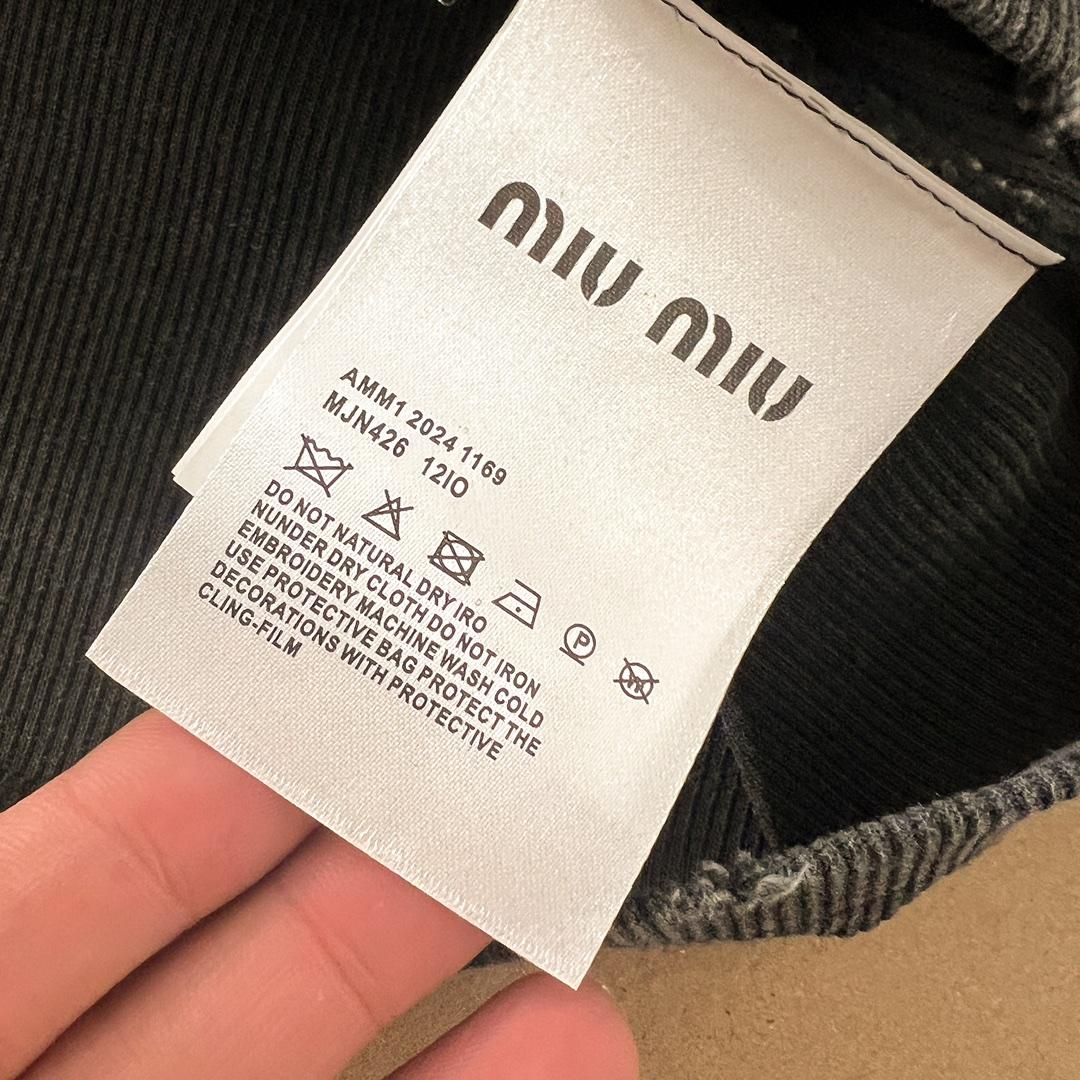 MIU MIU
AMM1 2024 1169
MJN426 12IO
DO NOT NATURAL DRY IRO
NUNDER DRY CLOTH DO NOT IRON
EMBROIDERY MACHINE WASH COLD
USE PROTECTIVE BAG PROTECT THE
DECORATIONS WITH PROTECTIVE
CLING-FILM
P
W